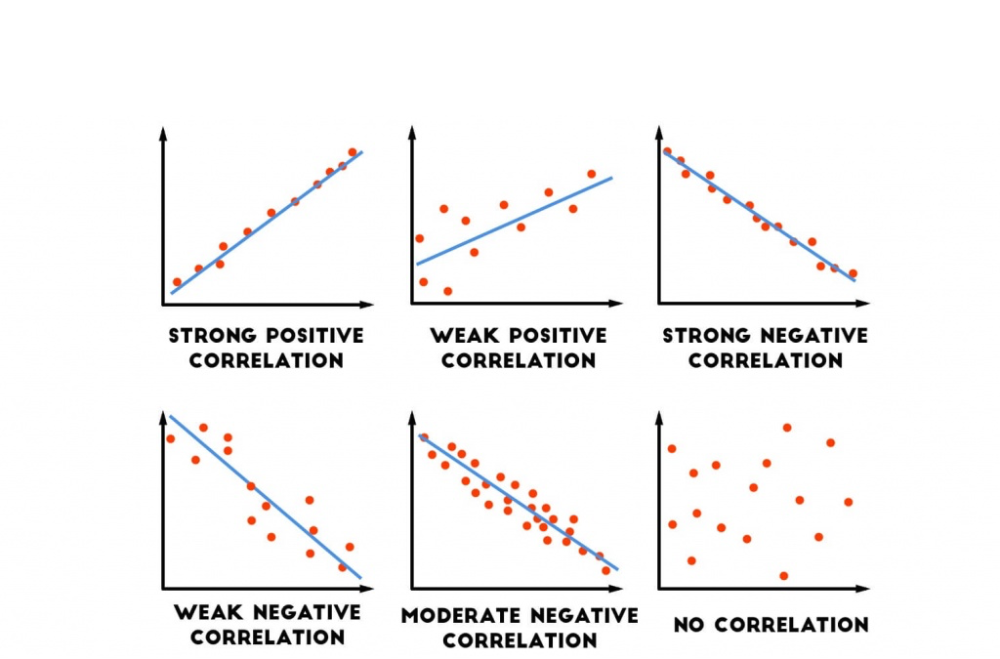 STRONG POSITIVE
CORRELATION
WEAK POSITIVE
CORRELATION
STRONG NEGATIVE
CORRELATION
WEAK NEGATIVE
CORRELATION
MODERATE NEGATIVE
CORRELATION
NO CORRELATION